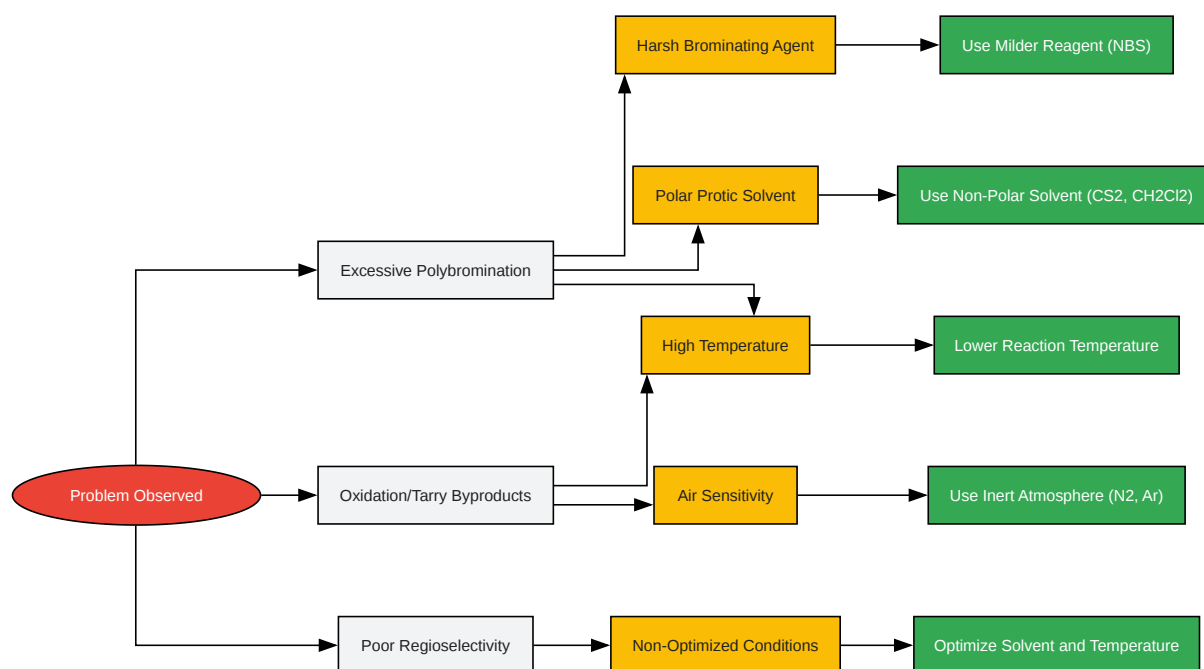 Harsh Brominating Agent
Use Milder Reagent (NBS)
Polar Protic Solvent
Use Non-Polar Solvent (CS2, CH2Cl2)
Excessive Polybromination
High Temperature
Lower Reaction Temperature
Problem Observed
Oxidation/Tarry Byproducts
Air Sensitivity
Use Inert Atmosphere (N2, Ar)
Poor Regioselectivity
Non-Optimized Conditions
Optimize Solvent and Temperature